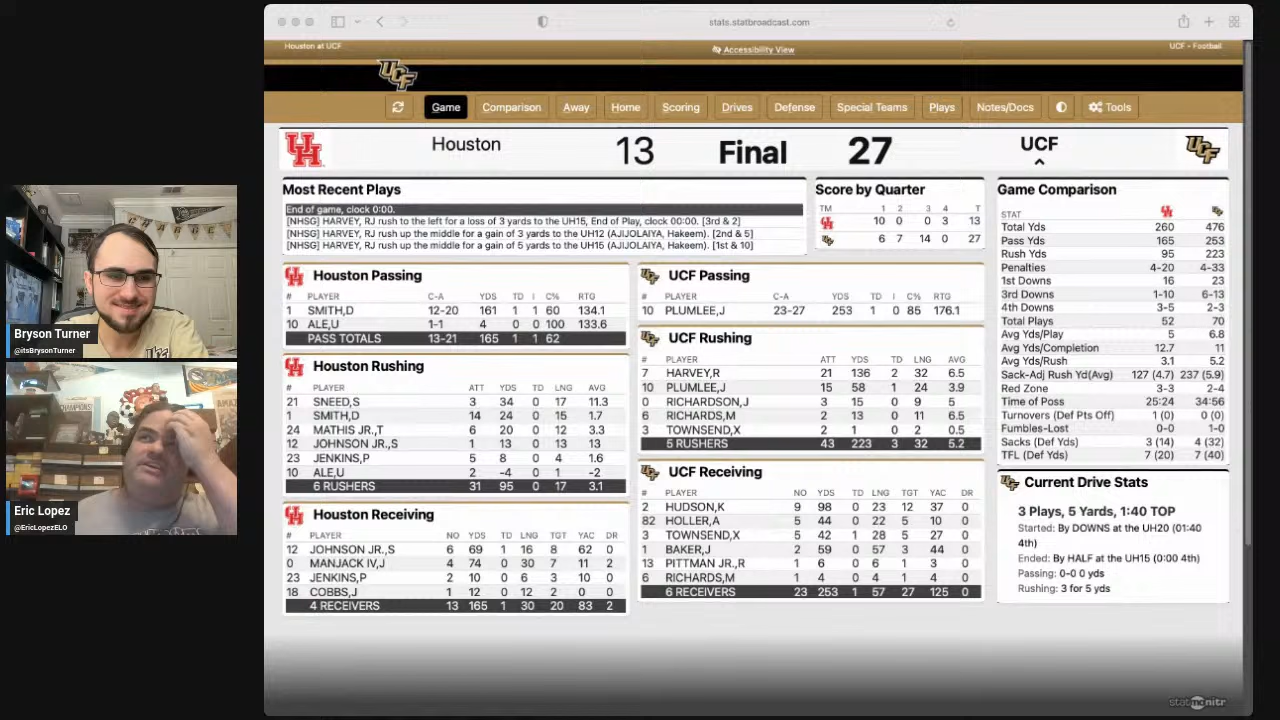 stats.statbroadcast.com
Houston at UCF
Accessibility View
UCF - Football
UCF
Game Comparison Away Home Scoring Drives Defense Special Teams Plays Notes/Docs Tools
Houston 13 Final 27 UCF
Most Recent Plays
End of game, clock 0:00.
[NHSG] HARVEY, RJ rush to the left for a loss of 3 yards to the UH15, End of Play, clock 00:00. [3rd & 2]
[NHSG] HARVEY, RJ rush up the middle for a gain of 3 yards to the UH12 (AJIJOLAIYA, Hakeem). [2nd & 5]
[NHSG] HARVEY, RJ rush up the middle for a gain of 5 yards to the UH15 (AJIJOLAIYA, Hakeem). [1st & 10]
Score by Quarter
TM 1 2 3 4 T
10 0 0 3 13
6 7 14 0 27
Game Comparison
STAT
Total Yds 260 476
Pass Yds 165 253
Rush Yds 95 223
Penalties 4-20 4-33
1st Downs 16 23
3rd Downs 1-10 6-13
4th Downs 3-5 2-3
Total Plays 52 70
Avg Yds/Play 5 6.8
Avg Yds/Completion 12.7 11
Avg Yds/Rush 3.1 5.2
Sack-Adj Rush Yd(Avg) 127 (4.7) 237 (5.9)
Red Zone 3-3 2-4
Time of Poss 25:24 34:56
Turnovers (Def Pts Off) 1 (0) 0 (0)
Fumbles-Lost 0-0 1-0
Sacks (Def Yds) 3 (14) 4 (32)
TFL (Def Yds) 7 (20) 7 (40)
Houston Passing
# PLAYER C-A YDS TD I C% RTG
1 SMITH,D 12-20 161 1 1 60 134.1
10 ALE,U 1-1 4 0 0 100 133.6
PASS TOTALS 13-21 165 1 1 62
UCF Passing
# PLAYER C-A YDS TD I C% RTG
10 PLUMLEE,J 23-27 253 1 0 85 176.1
Houston Rushing
# PLAYER ATT YDS TD LNG AVG
21 SNEED,S 3 34 0 17 11.3
1 SMITH,D 14 24 0 15 1.7
24 MATHIS JR.,T 6 20 0 12 3.3
12 JOHNSON JR.,S 1 13 0 13 13
23 JENKINS,P 5 8 0 4 1.6
10 ALE,U 2 -4 0 1 -2
6 RUSHERS 31 95 0 17 3.1
UCF Rushing
# PLAYER ATT YDS TD LNG AVG
7 HARVEY,R 21 136 2 32 6.5
10 PLUMLEE,J 15 58 1 24 3.9
0 RICHARDSON,J 3 15 0 9 5
6 RICHARDS,M 2 13 0 11 6.5
3 TOWNSEND,X 2 1 0 2 0.5
5 RUSHERS 43 223 3 32 5.2
Houston Receiving
# PLAYER NO YDS TD LNG TGT YAC DR
12 JOHNSON JR.,S 6 69 1 16 8 62 0
0 MANJACK IV,J 4 74 0 30 7 11 2
23 JENKINS,P 2 10 0 6 3 10 0
18 COBBS,J 1 12 0 12 2 0 0
4 RECEIVERS 13 165 1 30 20 83 2
UCF Receiving
# PLAYER NO YDS TD LNG TGT YAC DR
2 HUDSON,K 9 98 0 23 12 37 0
82 HOLLER,A 5 44 0 22 5 10 0
3 TOWNSEND,X 5 42 1 28 5 27 0
1 BAKER,J 2 59 0 57 3 44 0
13 PITTMAN JR.,R 1 6 0 6 1 3 0
6 RICHARDS,M 1 4 0 4 1 4 0
6 RECEIVERS 23 253 1 57 27 125 0
Current Drive Stats
3 Plays, 5 Yards, 1:40 TOP
Started: By DOWNS at the UH20 (01:40
4th)
Ended: By HALF at the UH15 (0:00 4th)
Passing: 0-0 0 yds
Rushing: 3 for 5 yds
statmonitr
Bryson Turner
@itsBrysonTurner
Eric Lopez
@EricLopezELO